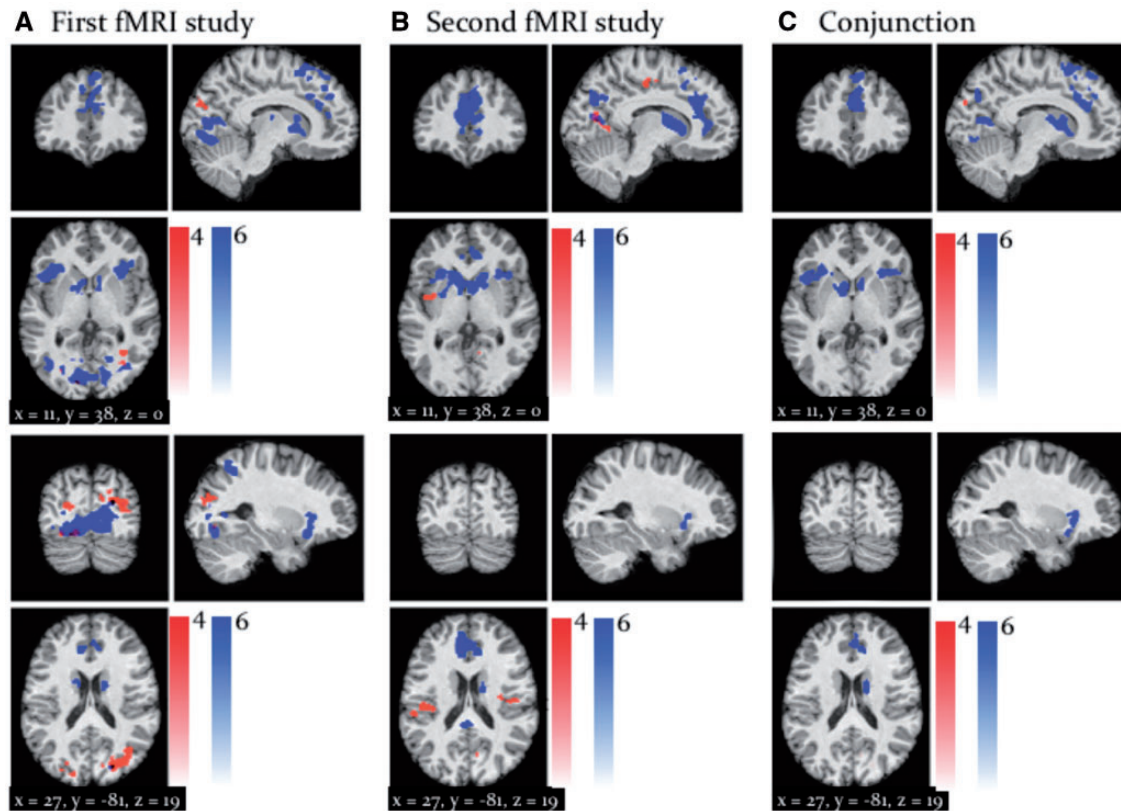 A First fMRI study
B Second fMRI study
C Conjunction
4 6
4 6
4 6
x = 11, y = 38, z = 0
x = 11, y = 38, z = 0
x = 11, y = 38, z = 0
4 6
4 6
4 6
x = 27, y = -81, z = 19
x = 27, y = -81, z = 19
x = 27, y = -81, z = 19